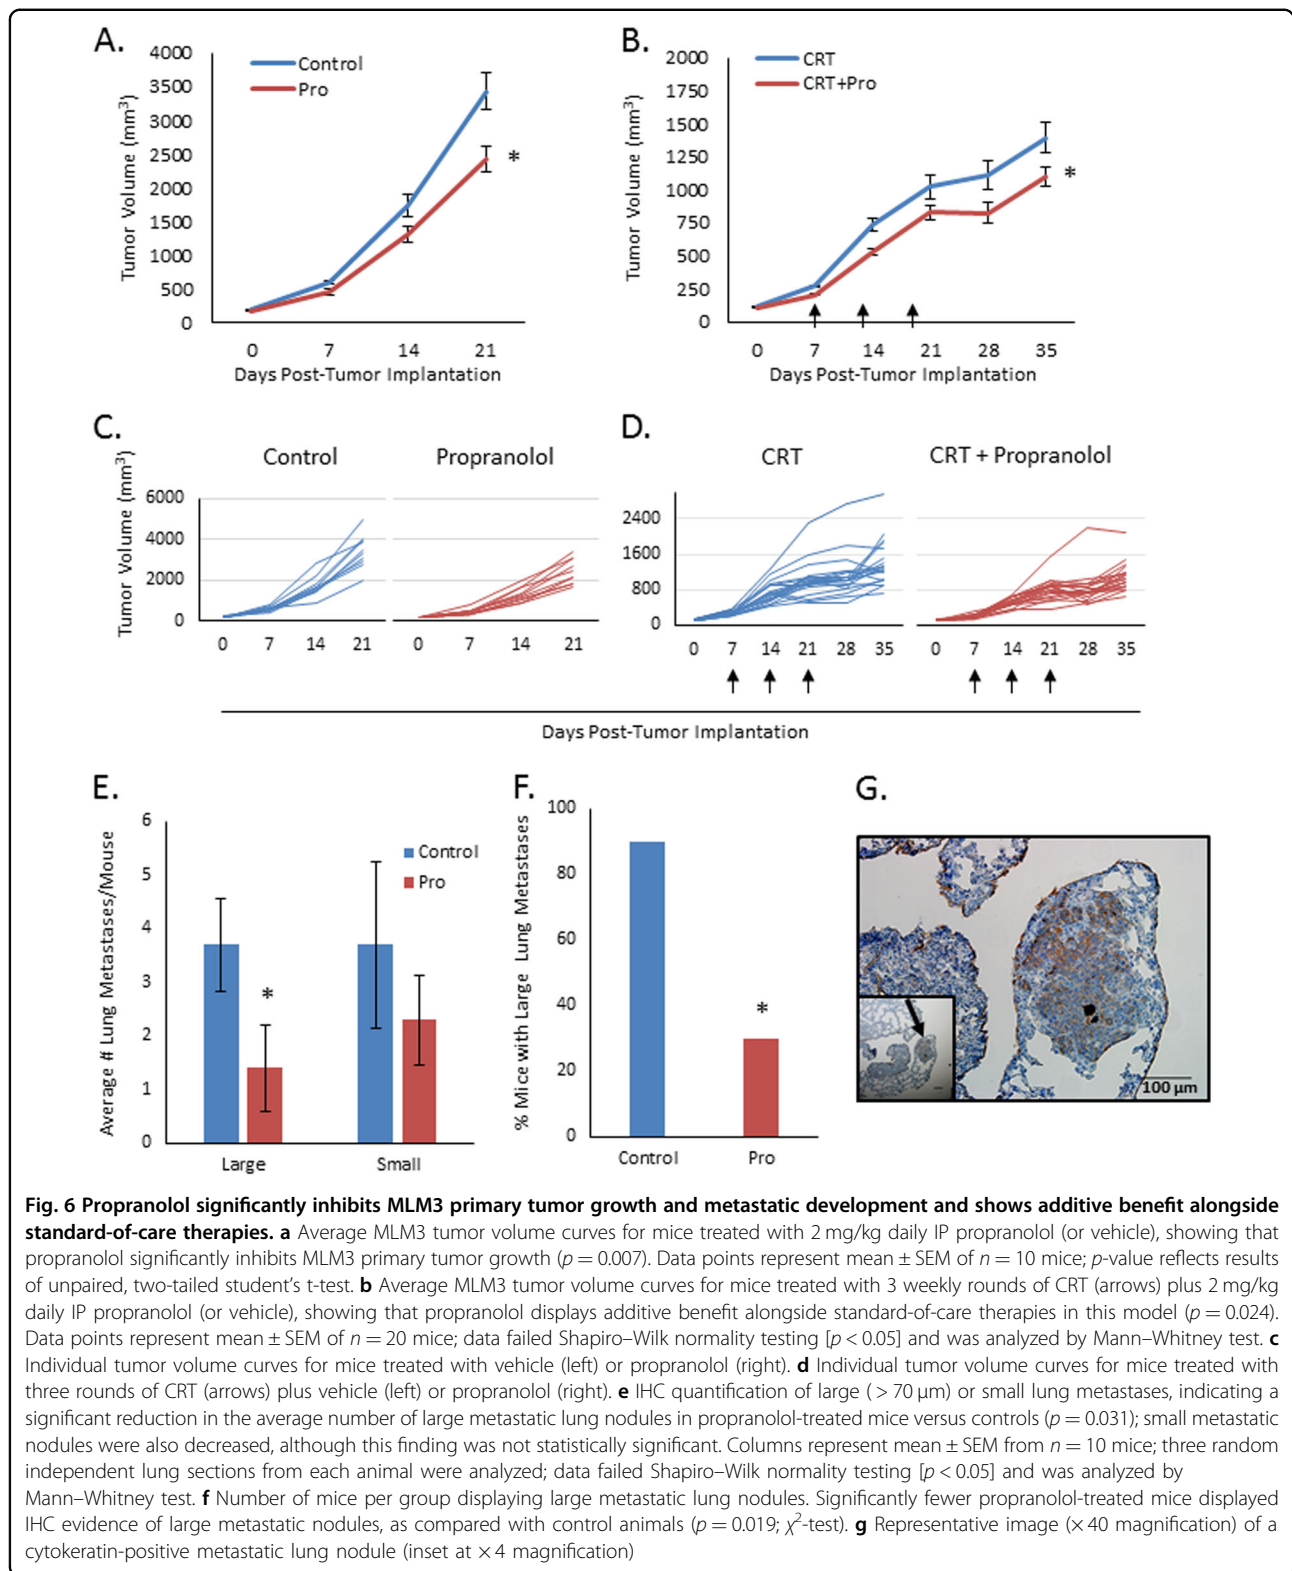 A.
4000
3500
3000
2500
2000
1500
1000
500
0
Tumor Volume (mm³)
Control
Pro
*
0 7 14 21
Days Post-Tumor Implantation
B.
2000
1750
1500
1250
1000
750
500
250
0
Tumor Volume (mm³)
CRT
CRT+Pro
*
0 7 14 21 28 35
Days Post-Tumor Implantation
C.
Control
Propranolol
Tumor Volume (mm³)
6000
4000
2000
0
0 7 14 21
0 7 14 21
D.
CRT
CRT + Propranolol
2400
1600
800
0
0 7 14 21 28 35
0 7 14 21 28 35
Days Post-Tumor Implantation
E.
Average # Lung Metastases/Mouse
6
5
4
3
2
1
0
Control
Pro
*
Large Small
F.
% Mice with Large Lung Metastases
100
80
60
40
20
0
*
Control Pro
G.
100 µm
Fig. 6 Propranolol significantly inhibits MLM3 primary tumor growth and metastatic development and shows additive benefit alongside
standard-of-care therapies. a Average MLM3 tumor volume curves for mice treated with 2 mg/kg daily IP propranolol (or vehicle), showing that
propranolol significantly inhibits MLM3 primary tumor growth (p = 0.007). Data points represent mean ± SEM of n = 10 mice; p-value reflects results
of unpaired, two-tailed student's t-test. b Average MLM3 tumor volume curves for mice treated with 3 weekly rounds of CRT (arrows) plus 2 mg/kg
daily IP propranolol (or vehicle), showing that propranolol displays additive benefit alongside standard-of-care therapies in this model (p = 0.024).
Data points represent mean ± SEM of n = 20 mice; data failed Shapiro–Wilk normality testing [p < 0.05] and was analyzed by Mann–Whitney test. c
Individual tumor volume curves for mice treated with vehicle (left) or propranolol (right). d Individual tumor volume curves for mice treated with
three rounds of CRT (arrows) plus vehicle (left) or propranolol (right). e IHC quantification of large ( > 70 µm) or small lung metastases, indicating a
significant reduction in the average number of large metastatic lung nodules in propranolol-treated mice versus controls (p = 0.031); small metastatic
nodules were also decreased, although this finding was not statistically significant. Columns represent mean ± SEM from n = 10 mice; three random
independent lung sections from each animal were analyzed; data failed Shapiro–Wilk normality testing [p < 0.05] and was analyzed by
Mann–Whitney test. f Number of mice per group displaying large metastatic lung nodules. Significantly fewer propranolol-treated mice displayed
IHC evidence of large metastatic nodules, as compared with control animals (p = 0.019; χ²-test). g Representative image (× 40 magnification) of a
cytokeratin-positive metastatic lung nodule (inset at × 4 magnification)